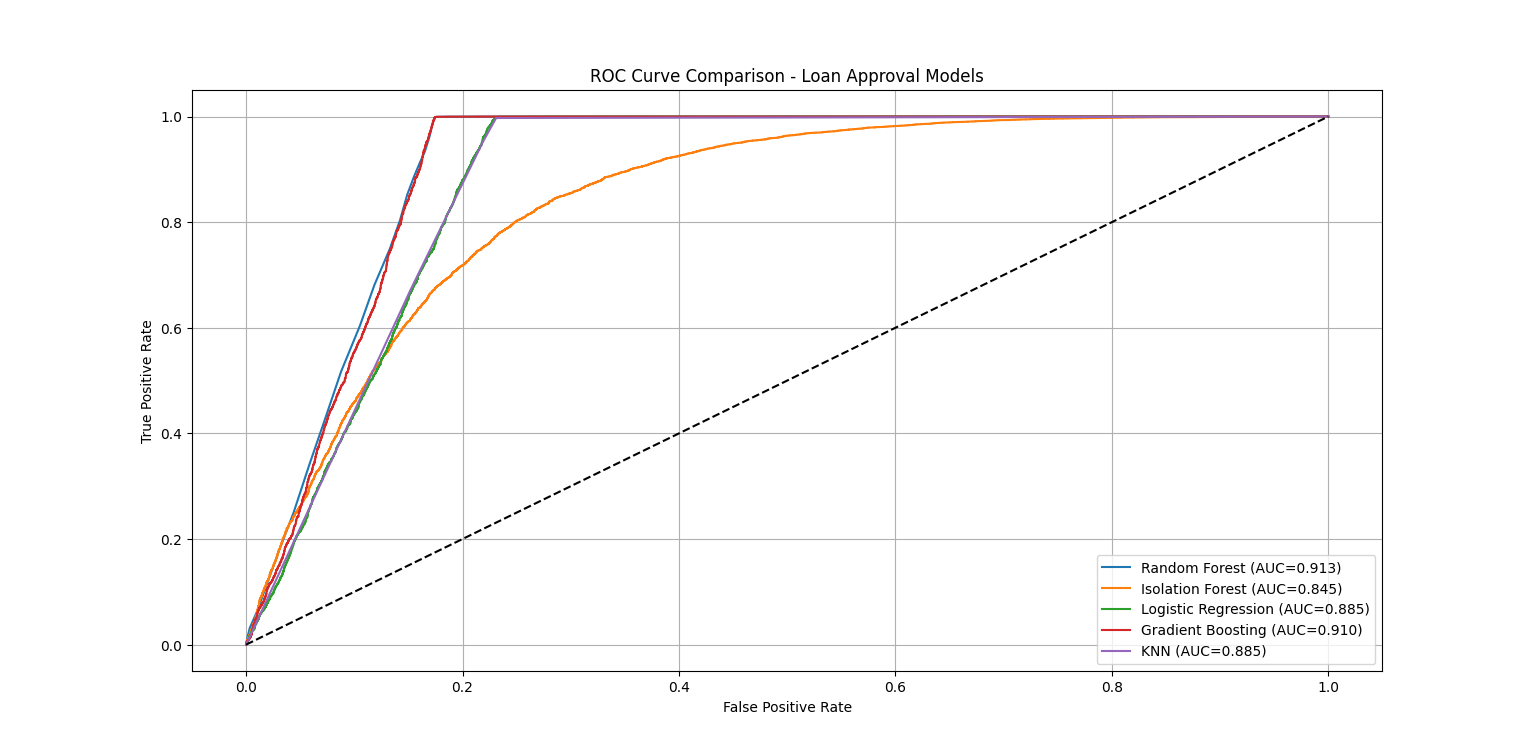 ROC Curve Comparison - Loan Approval Models
True Positive Rate
1.0
0.8
0.6
0.4
0.2
0.0
0.0 0.2 0.4 0.6 0.8 1.0
False Positive Rate
Random Forest (AUC=0.913)
Isolation Forest (AUC=0.845)
Logistic Regression (AUC=0.885)
Gradient Boosting (AUC=0.910)
KNN (AUC=0.885)